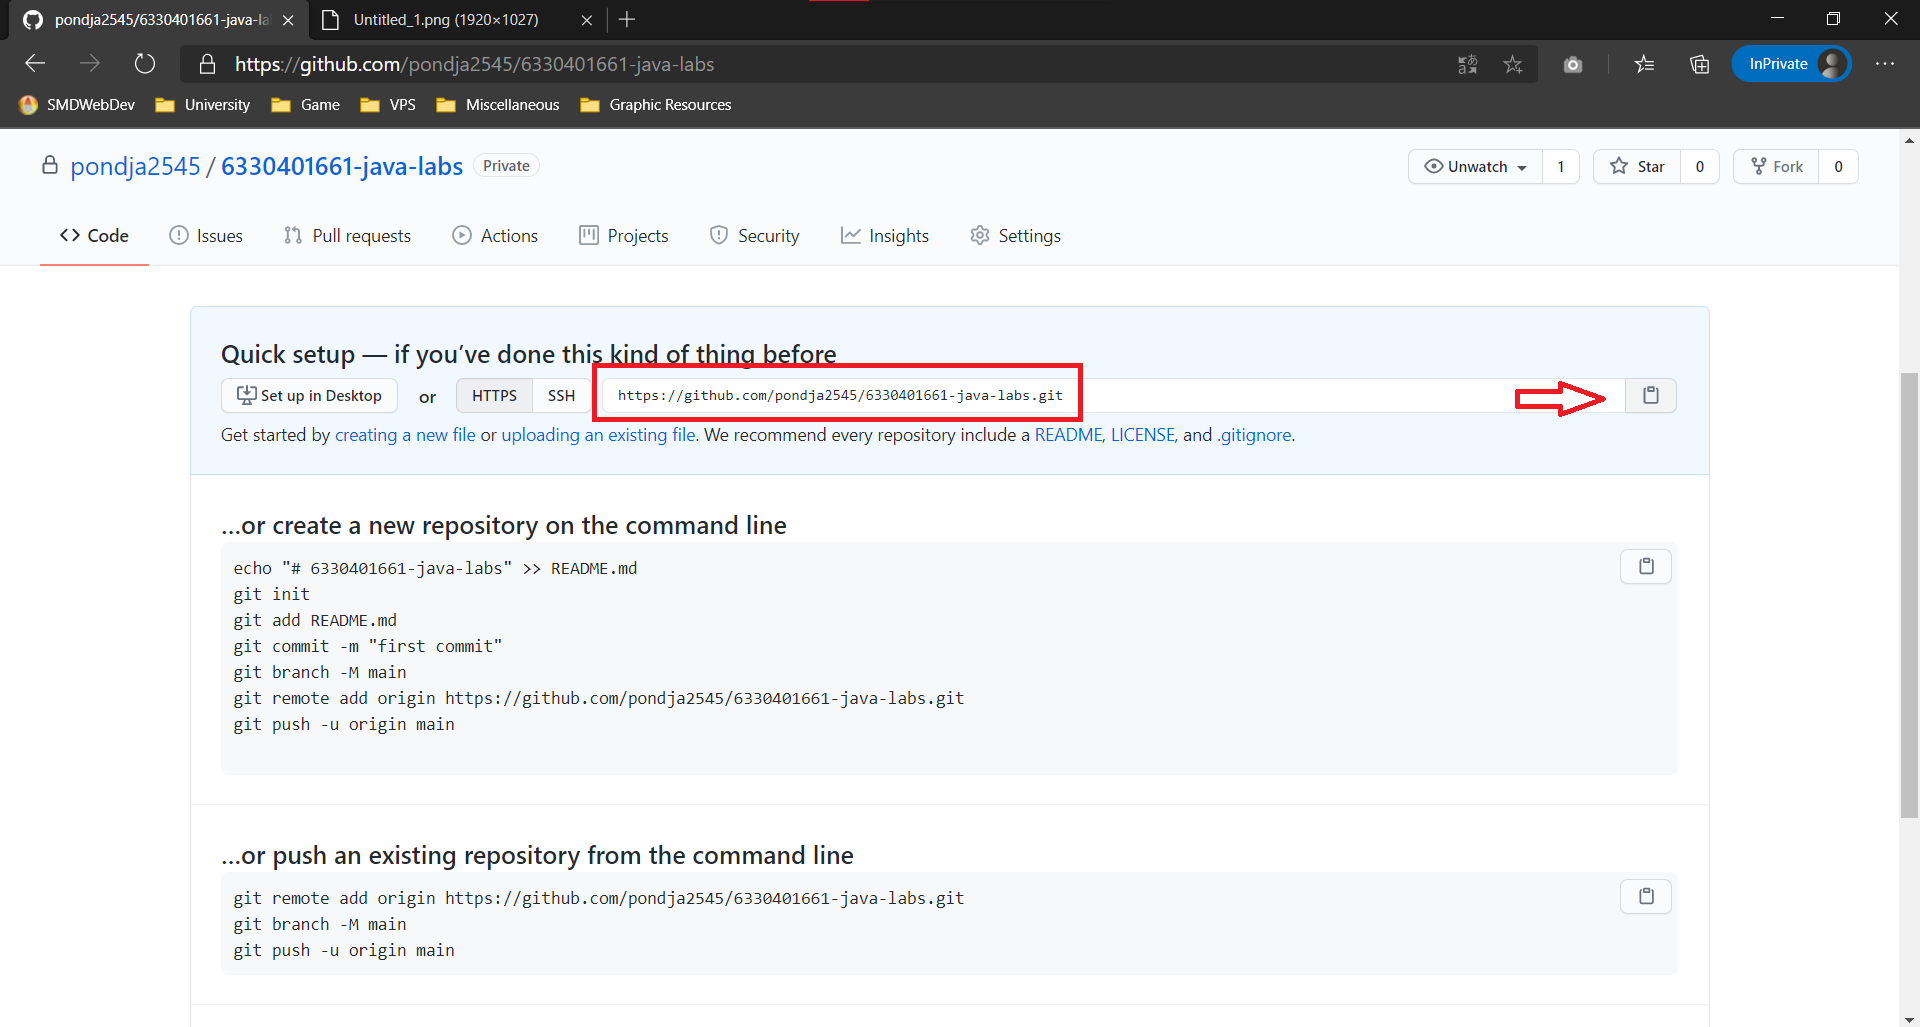 pondja2545/6330401661-java-la
Untitled_1.png (1920×1027)
https://github.com/pondja2545/6330401661-java-labs
InPrivate
SMDWebDev
University
Game
VPS
Miscellaneous
Graphic Resources
pondja2545 / 6330401661-java-labs Private
Unwatch 1
Star 0
Fork 0
Code
Issues
Pull requests
Actions
Projects
Security
Insights
Settings
Quick setup — if you’ve done this kind of thing before
Set up in Desktop or HTTPS SSH https://github.com/pondja2545/6330401661-java-labs.git
Get started by creating a new file or uploading an existing file. We recommend every repository include a README, LICENSE, and .gitignore.
…or create a new repository on the command line
echo "# 6330401661-java-labs" >> README.md
git init
git add README.md
git commit -m "first commit"
git branch -M main
git remote add origin https://github.com/pondja2545/6330401661-java-labs.git
git push -u origin main
…or push an existing repository from the command line
git remote add origin https://github.com/pondja2545/6330401661-java-labs.git
git branch -M main
git push -u origin main